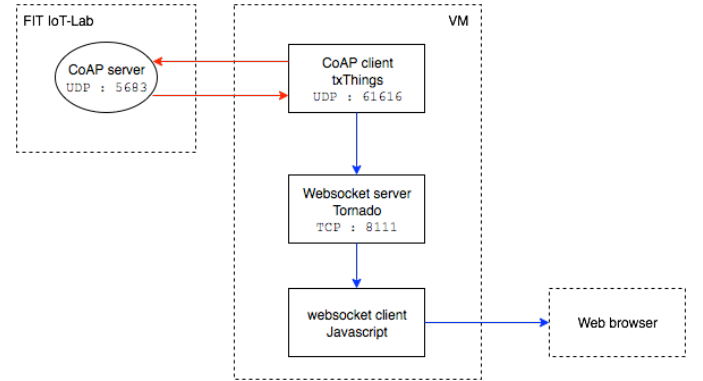 FIT IoT-Lab
VM
CoAP server
UDP : 5683
CoAP client
txThings
UDP : 61616
Websocket server
Tornado
TCP : 8111
websocket client
Javascript
Web browser